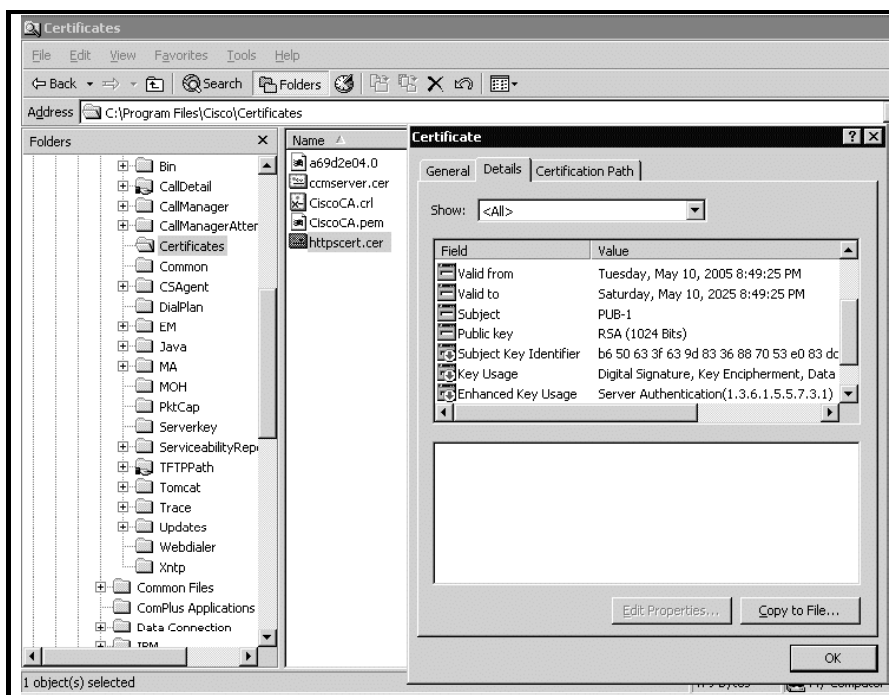 Certificates
File Edit View Favorites Tools Help
Back Search Folders
Address C:\Program Files\Cisco\Certificates
Folders x
Bin
CallDetail
CallManager
CallManagerAtter
Certificates
Common
CSAgent
DialPlan
EM
Java
MA
MOH
PktCap
Serverkey
ServiceabilityRep
TFTPPath
Tomcat
Trace
Updates
Webdialer
Xntp
Common Files
ComPlus Applications
Data Connection
IBM
Name
a69d2e04.0
ccmserver.cer
CiscoCA.crl
CiscoCA.pem
httpscert.cer
Certificate
General Details Certification Path
Show: <All>
Field Value
Valid from Tuesday, May 10, 2005 8:49:25 PM
Valid to Saturday, May 10, 2025 8:49:25 PM
Subject PUB-1
Public key RSA (1024 Bits)
Subject Key Identifier b6 50 63 3f 63 9d 83 36 88 70 53 e0 83 dc
Key Usage Digital Signature, Key Encipherment, Data
Enhanced Key Usage Server Authentication(1.3.6.1.5.5.7.3.1)
Edit Properties... Copy to File...
OK
1 object(s) selected bytes My Computer